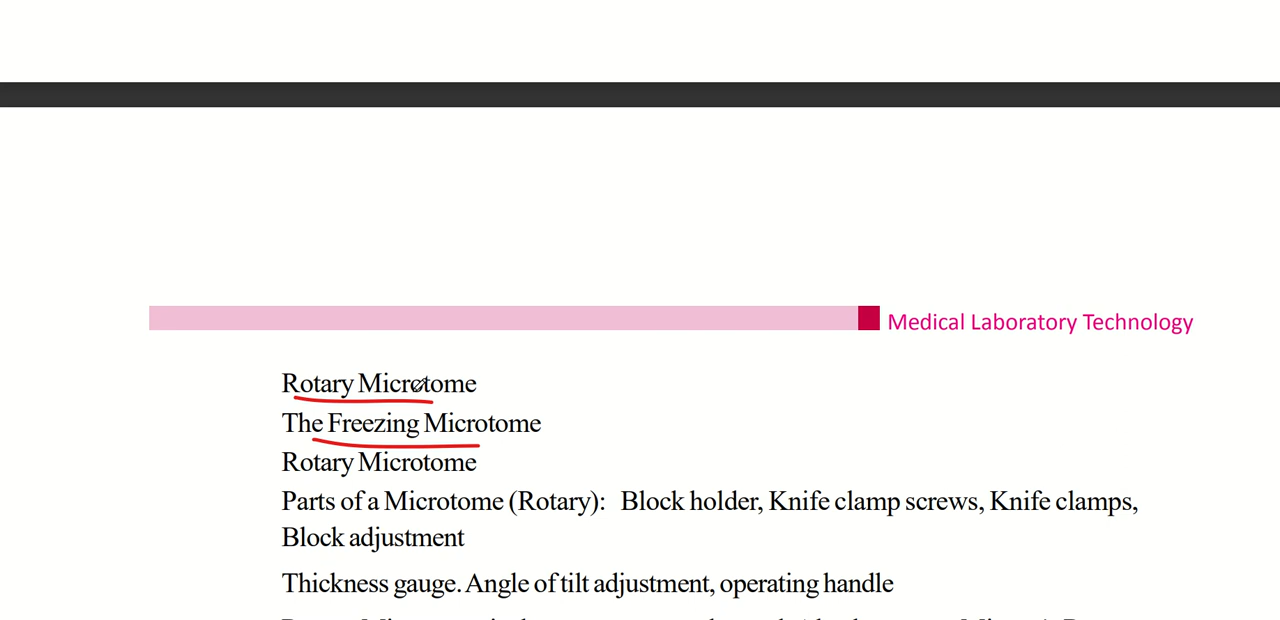 Medical Laboratory Technology
Rotary Microtome
The Freezing Microtome
Rotary Microtome
Parts of a Microtome (Rotary): Block holder, Knife clamp screws, Knife clamps,
Block adjustment
Thickness gauge. Angle of tilt adjustment, operating handle